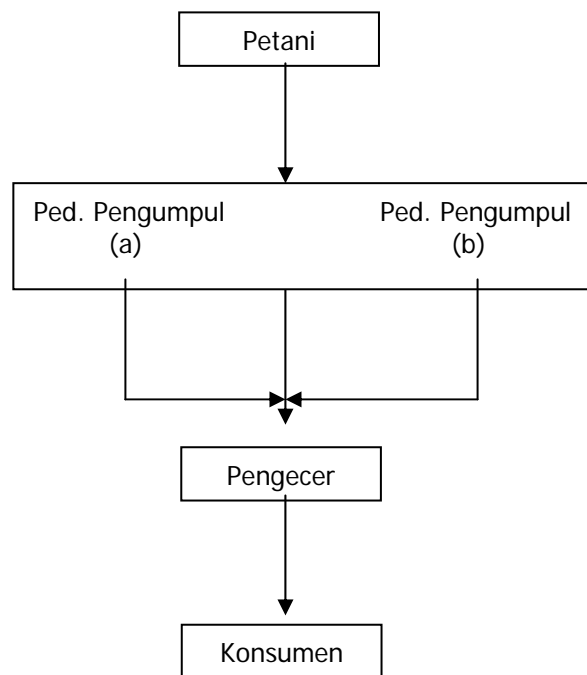 Petani
Ped. Pengumpul
(a)
Ped. Pengumpul
(b)
Pengecer
Konsumen